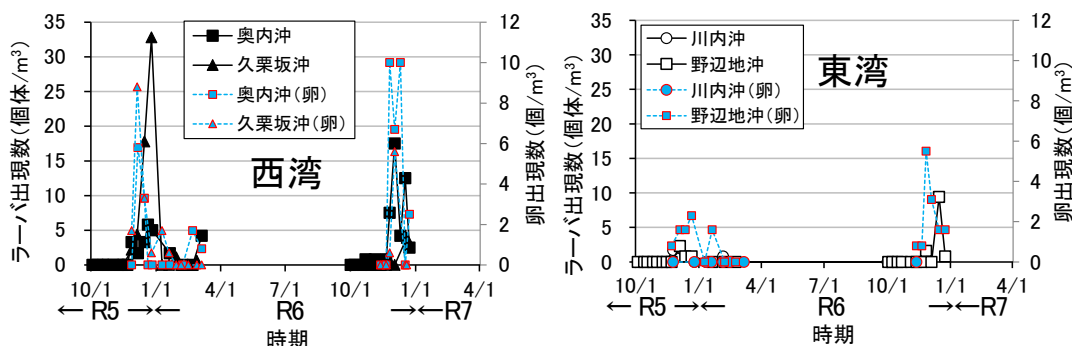 ラーバ出現数(個体/m³)
35
30
25
20
15
10
5
0
奥内沖
久栗坂沖
奥内沖(卵)
久栗坂沖(卵)
西湾
12
10
8
6
4
2
0
卵出現数(個/m³)
10/1 1/1 4/1 7/1 10/1 1/1 4/1
← R5 →← R6 →← R7
時期
ラーバ出現数(個体/m³)
35
30
25
20
15
10
5
0
川内沖
野辺地沖
川内沖(卵)
野辺地沖(卵)
東湾
12
10
8
6
4
2
0
卵出現数(個/m³)
10/1 1/1 4/1 7/1 10/1 1/1 4/1
← R5 →← R6 →← R7
時期